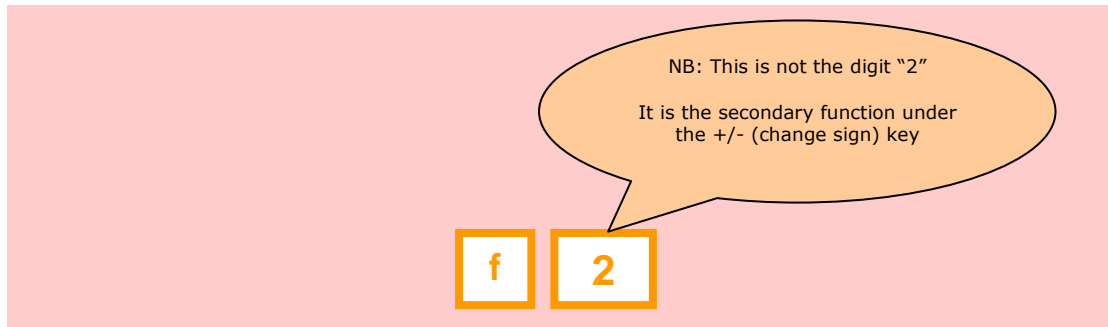 NB: This is not the digit “2”
It is the secondary function under
the +/- (change sign) key
f 2